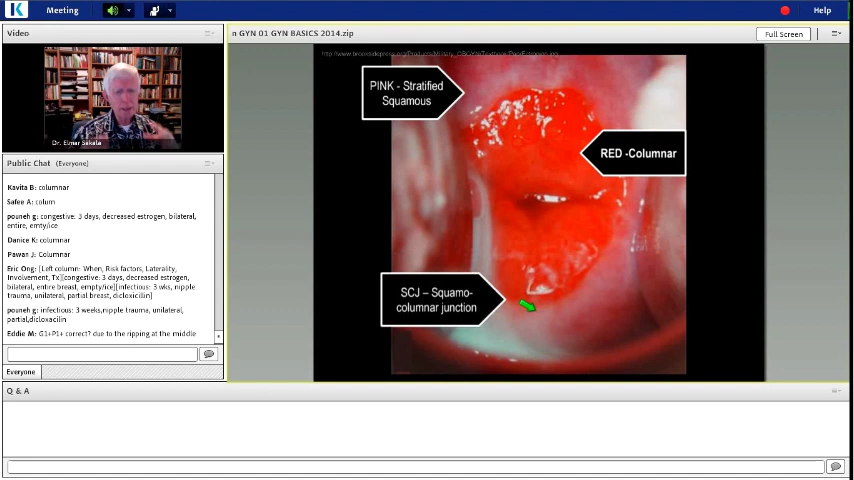 K Meeting Help
Video
n GYN 01 GYN BASICS 2014.zip
Full Screen
Dr. Elmar Sakala
PINK - Stratified
Squamous
RED -Columnar
SCJ – Squamo-
columnar junction
Public Chat (Everyone)
Kavita B: columnar
Safee A: colum
pouneh g: congestive: 3 days, decreased estrogen, bilateral,
entire, emty/ice
Danice K: columnar
Pawan J: Columnar
Eric Ong: [Left column: When, Risk factors, Laterality,
Involvement, Tx][congestive: 3 days, decreased estrogen,
bilateral, entire breast, empty/ice][infectious: 3 wks, nipple
trauma, unilateral, partial breast, dicloxicillin]
pouneh g: infectious: 3 weeks,nipple trauma, unilateral,
partial,dicloxacilin
Eddie M: G1+P1+ correct? due to the ripping at the middle
Everyone
Q & A